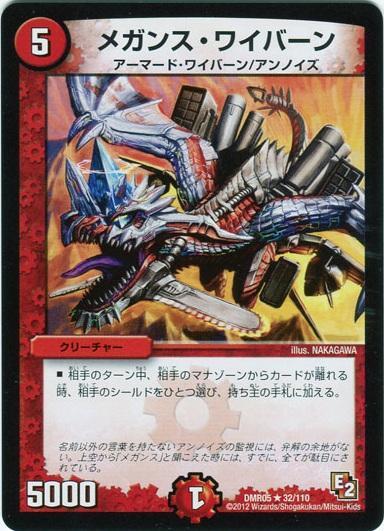 5
メガンス・ワイバーン
アーマード・ワイバーン/アンノイズ
クリーチャー
illus. NAKAGAWA
■ 相手のターン中、相手のマナゾーンからカードが離れる
時、相手のシールドをひとつ選び、持ち主の手札に加える。
名前以外の言葉を持たないアンノイズの監視には、弁解の余地がな
い。上空から「メガンス」と聞こえた時には、すでに、全てが駄目にされ
ている。
5000
1
DMR05 ★ 32/110
©2012 Wizards/Shogakukan/Mitsui-Kids
E2